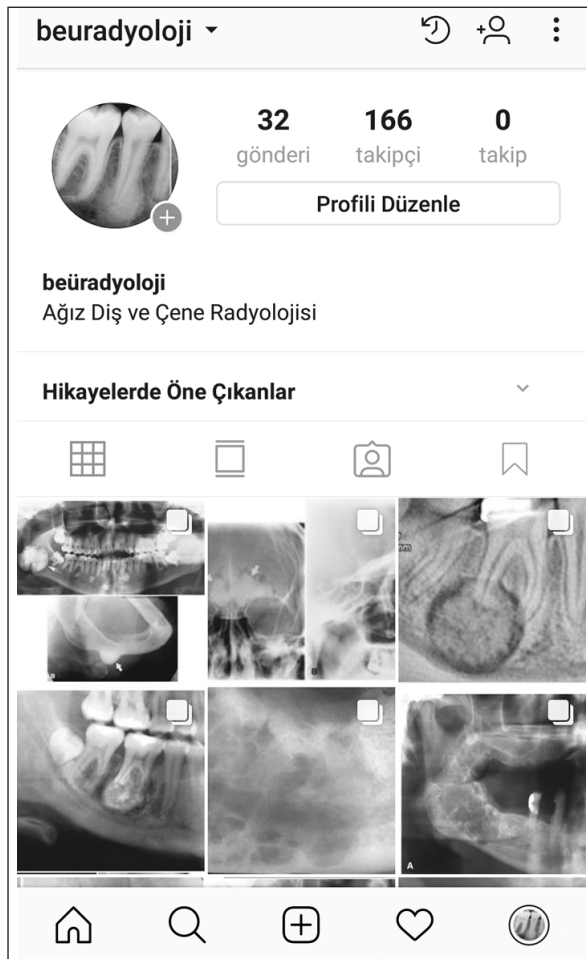 beuradyoloji
32 166 0
gönderi takipçi takip
Profili Düzenle
beüradyoloji
Ağız Diş ve Çene Radyolojisi
Hikayelerde Öne Çıkanlar
B
B
A